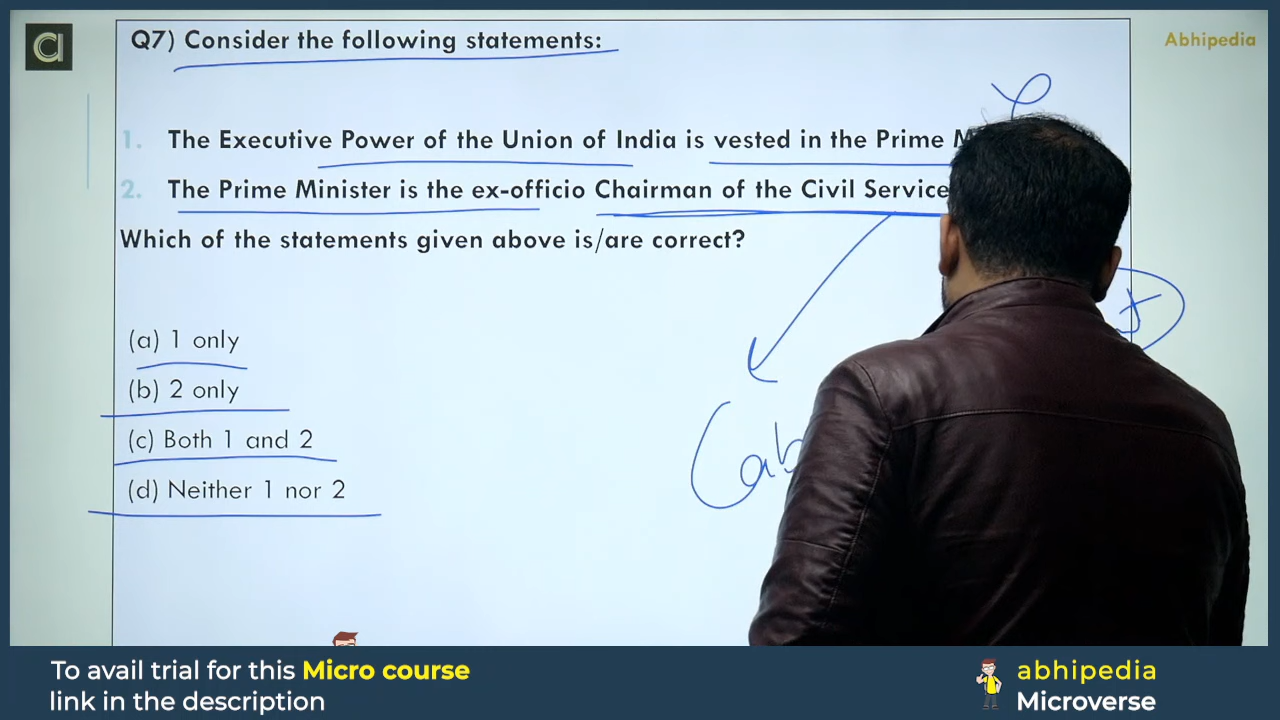 Q7) Consider the following statements:
Abhipedia
1. The Executive Power of the Union of India is vested in the Prime
2. The Prime Minister is the ex-officio Chairman of the Civil Service
Which of the statements given above is/are correct?
(a) 1 only
(b) 2 only
(c) Both 1 and 2
(d) Neither 1 nor 2
To avail trial for this Micro course
link in the description
abhipedia
Microverse